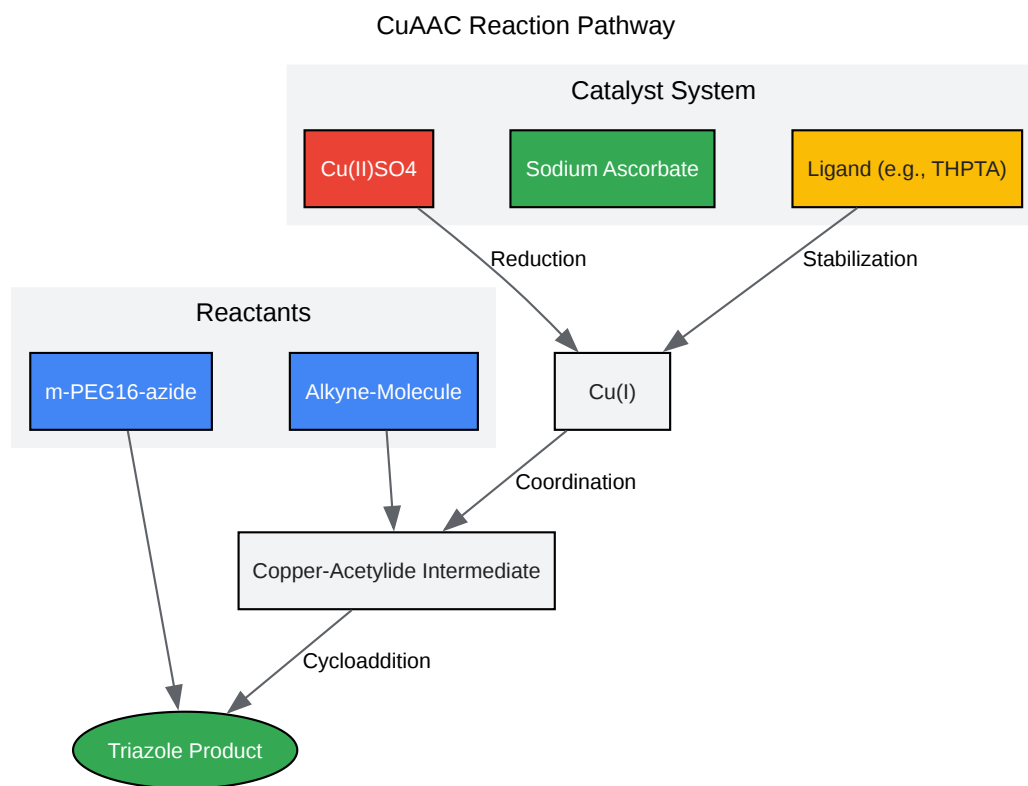 CuAAC Reaction Pathway
Catalyst System
Cu(II)SO4
Sodium Ascorbate
Ligand (e.g., THPTA)
Reduction
Stabilization
Reactants
m-PEG16-azide
Alkyne-Molecule
Cu(I)
Coordination
Copper-Acetylide Intermediate
Cycloaddition
Triazole Product